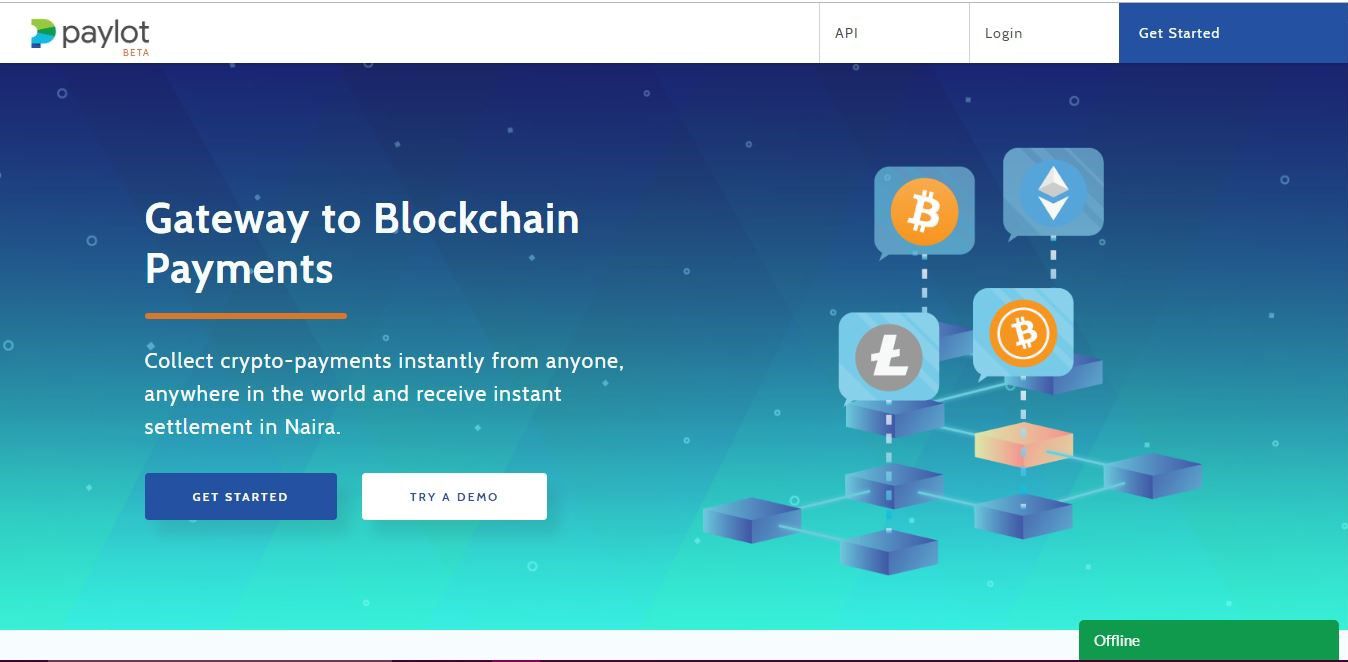 paylot
BETA
API
Login
Get Started
Gateway to Blockchain
Payments
Collect crypto-payments instantly from anyone,
anywhere in the world and receive instant
settlement in Naira.
GET STARTED
TRY A DEMO
Offline